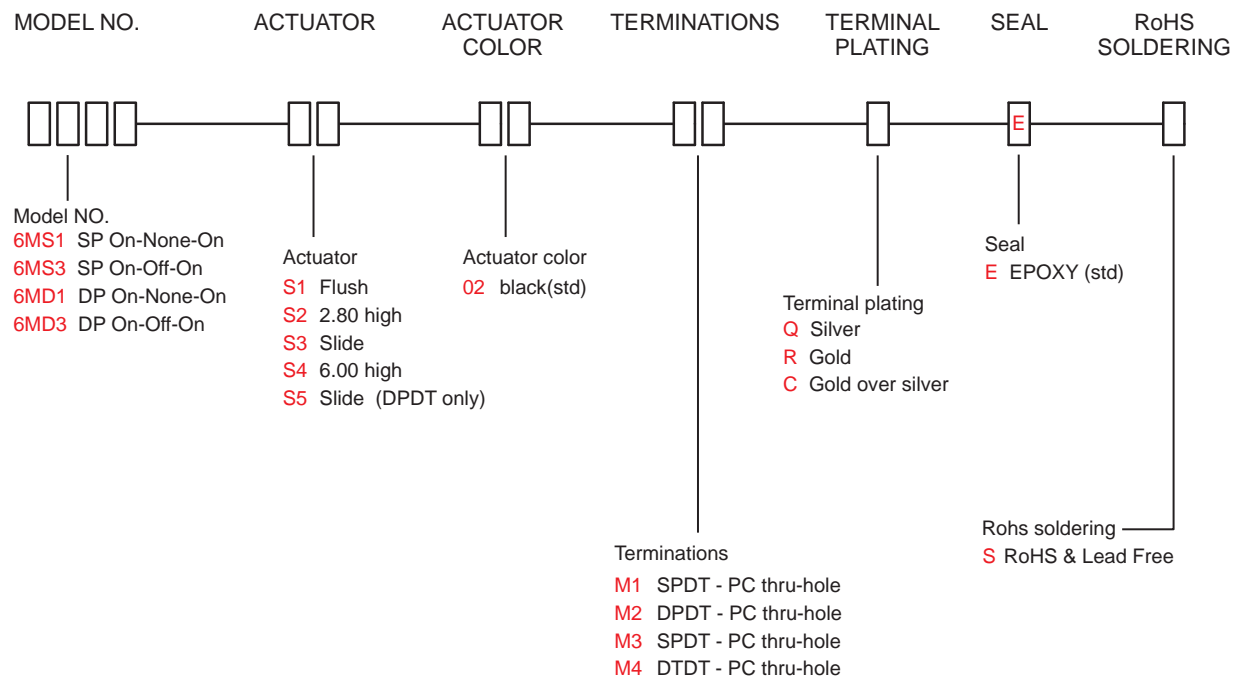 MODEL NO.
ACTUATOR
ACTUATOR
COLOR
TERMINATIONS
TERMINAL
PLATING
SEAL
RoHS
SOLDERING
E
Model NO.
6MS1 SP On-None-On
6MS3 SP On-Off-On
6MD1 DP On-None-On
6MD3 DP On-Off-On
Actuator
S1 Flush
S2 2.80 high
S3 Slide
S4 6.00 high
S5 Slide (DPDT only)
Actuator color
02 black(std)
Terminations
M1 SPDT - PC thru-hole
M2 DPDT - PC thru-hole
M3 SPDT - PC thru-hole
M4 DTDT - PC thru-hole
Terminal plating
Q Silver
R Gold
C Gold over silver
Seal
E EPOXY (std)
Rohs soldering
S RoHS & Lead Free